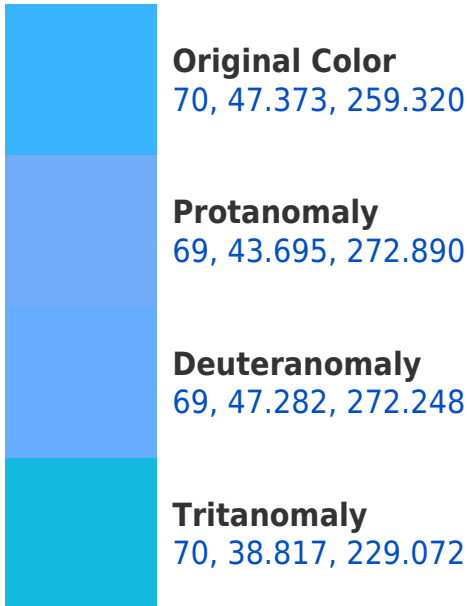 Original Color
70, 47.373, 259.320
Protanomaly
69, 43.695, 272.890
Deuteranomaly
69, 47.282, 272.248
Tritanomaly
70, 38.817, 229.072